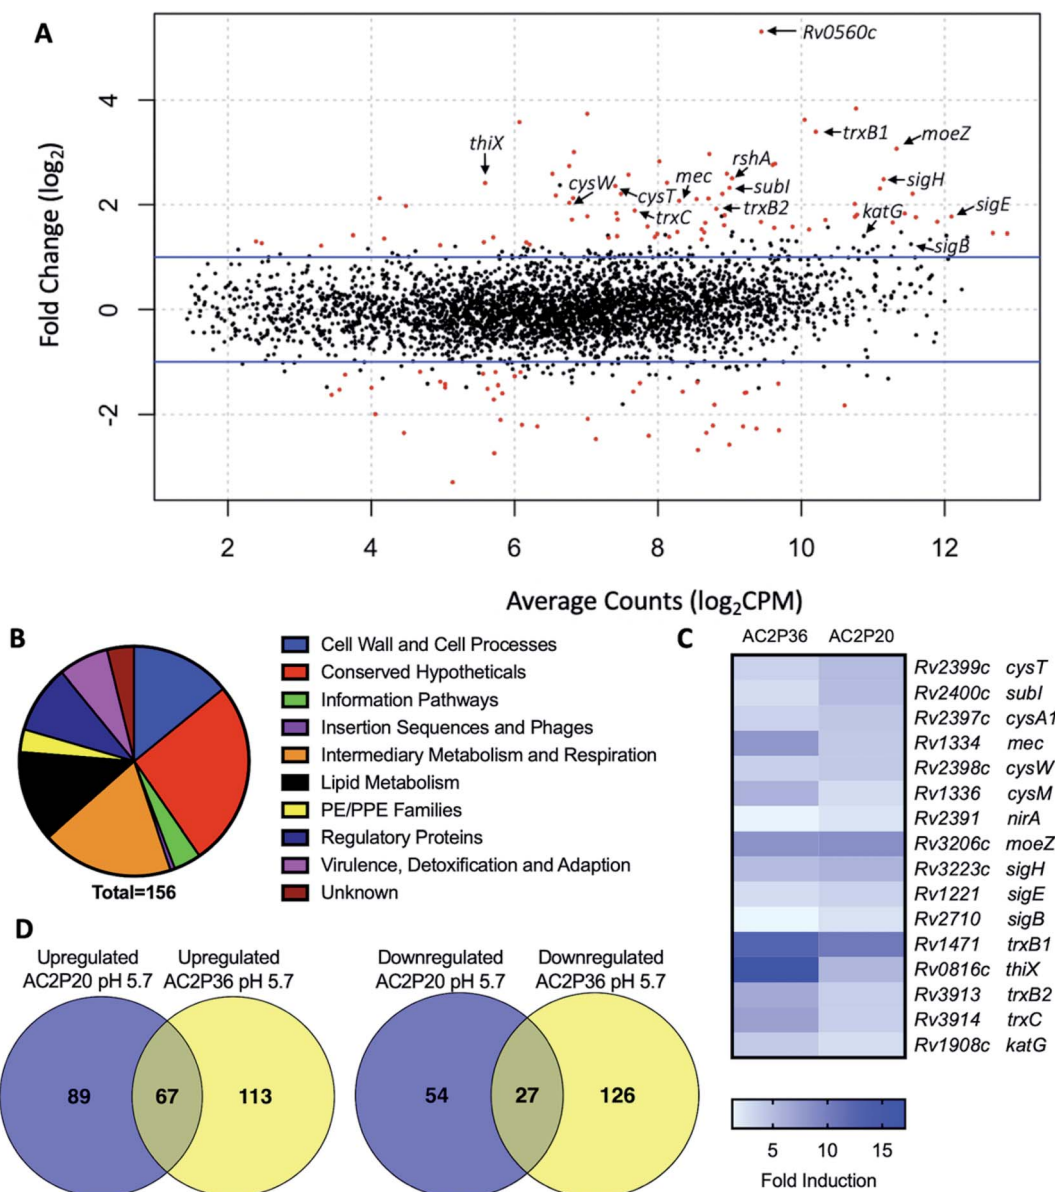 A
Rv0560c
trxB1
moeZ
thiX
rshA
cysW
mec
subI
sigH
cysT
trxB2
trxC
katG
sigE
sigB
Fold Change (log2)
4
2
0
-2
2 4 6 8 10 12
Average Counts (log2CPM)
B
Cell Wall and Cell Processes
Conserved Hypotheticals
Information Pathways
Insertion Sequences and Phages
Intermediary Metabolism and Respiration
Lipid Metabolism
PE/PPE Families
Regulatory Proteins
Virulence, Detoxification and Adaption
Unknown
Total=156
C
AC2P36 AC2P20
Rv2399c cysT
Rv2400c subI
Rv2397c cysA1
Rv1334 mec
Rv2398c cysW
Rv1336 cysM
Rv2391 nirA
Rv3206c moeZ
Rv3223c sigH
Rv1221 sigE
Rv2710 sigB
Rv1471 trxB1
Rv0816c thiX
Rv3913 trxB2
Rv3914 trxC
Rv1908c katG
5 10 15
Fold Induction
D
Upregulated
AC2P20 pH 5.7
Upregulated
AC2P36 pH 5.7
89 67 113
Downregulated
AC2P20 pH 5.7
Downregulated
AC2P36 pH 5.7
54 27 126